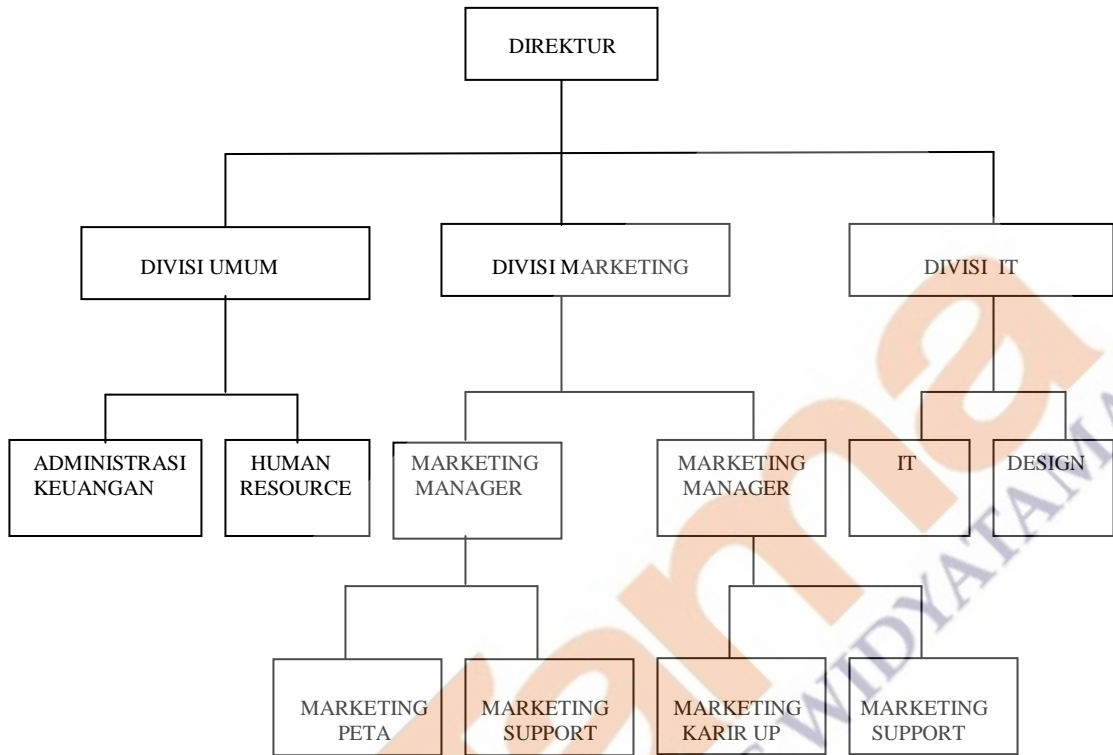 DIREKTUR
DIVISI UMUM
DIVISI MARKETING
DIVISI IT
ADMINISTRASI
KEUANGAN
HUMAN
RESOURCE
MARKETING
MANAGER
MARKETING
MANAGER
IT
DESIGN
MARKETING
PETA
MARKETING
SUPPORT
MARKETING
KARIR UP
MARKETING
SUPPORT
WIDYATAMA